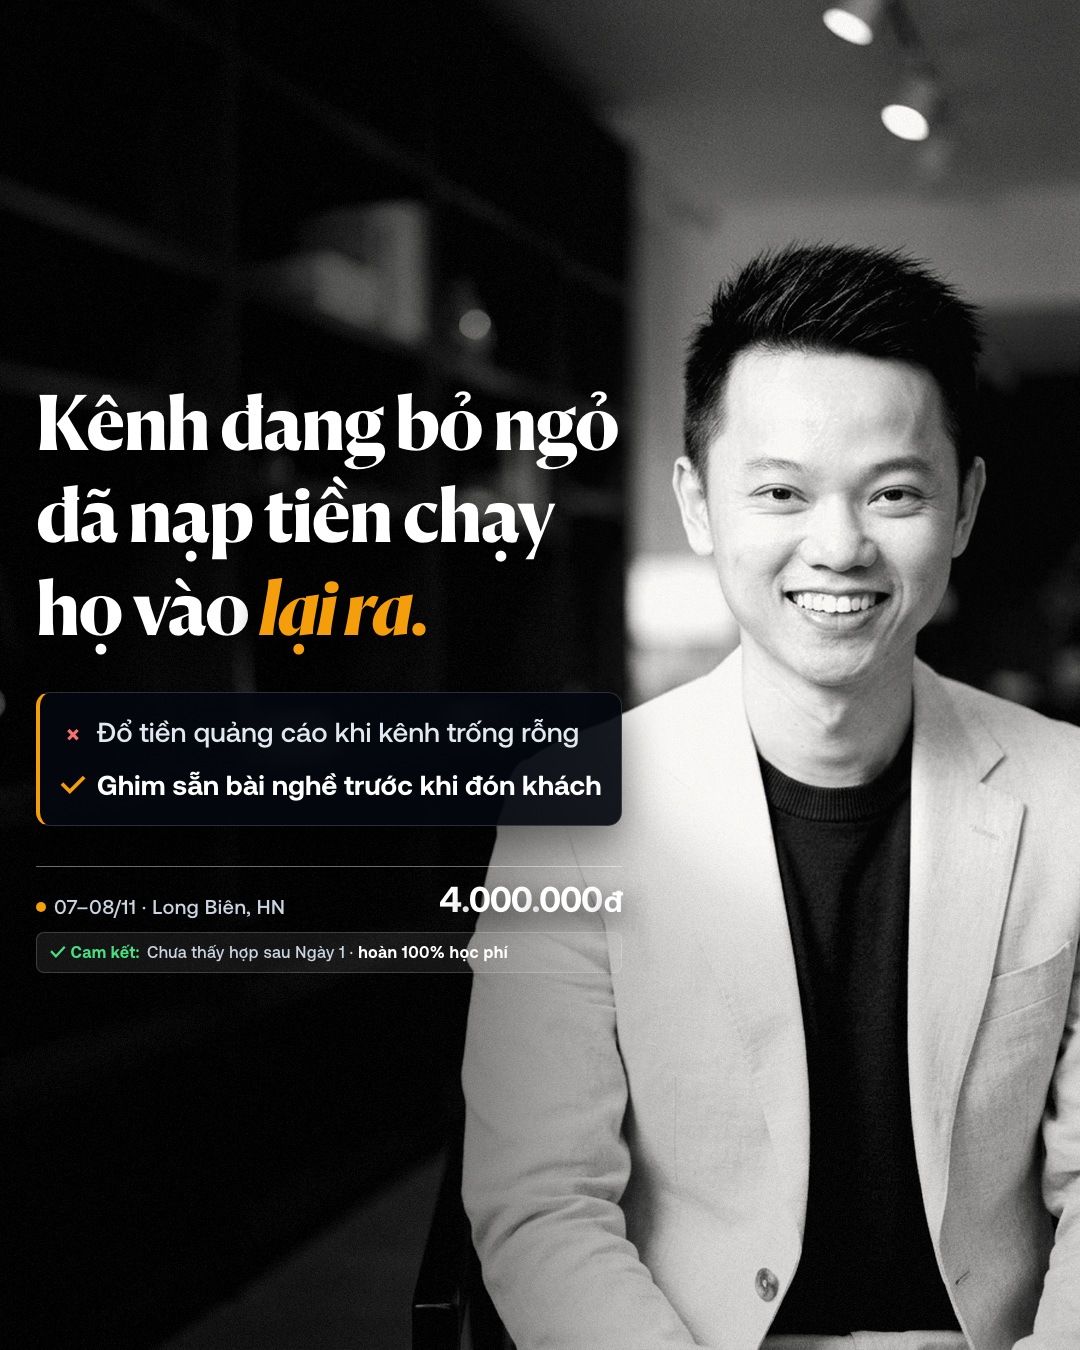 Kênh đang bỏ ngỏ
đã nạp tiền chạy
họ vào lại ra.
× Đổ tiền quảng cáo khi kênh trống rỗng
✓ Ghim sẵn bài nghề trước khi đón khách
07–08/11 · Long Biên, HN
4.000.000đ
✓ Cam kết: Chưa thấy hợp sau Ngày 1 · hoàn 100% học phí